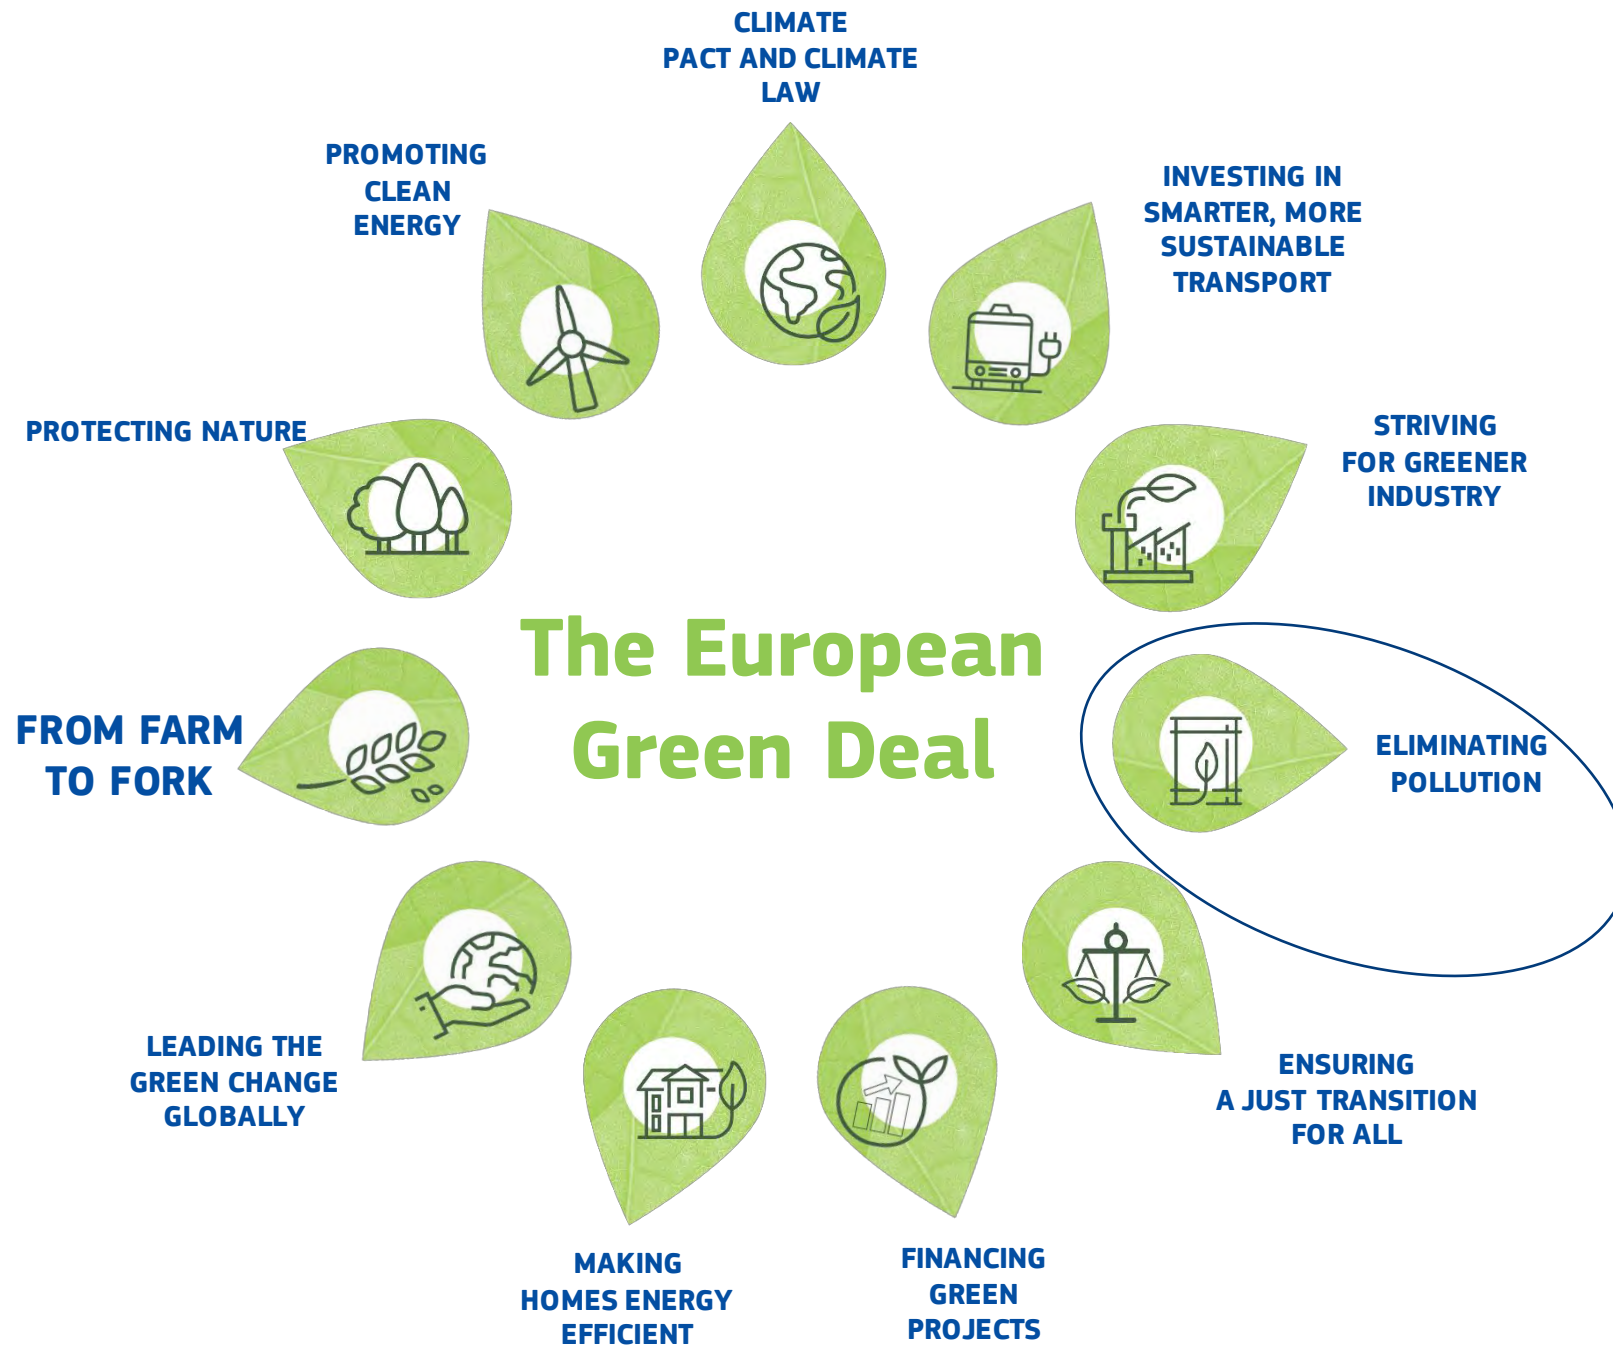 CLIMATE
PACT AND CLIMATE
LAW
PROMOTING
CLEAN
ENERGY
INVESTING IN
SMARTER, MORE
SUSTAINABLE
TRANSPORT
PROTECTING NATURE
STRIVING
FOR GREENER
INDUSTRY
The European
Green Deal
FROM FARM
TO FORK
ELIMINATING
POLLUTION
LEADING THE
GREEN CHANGE
GLOBALLY
ENSURING
A JUST TRANSITION
FOR ALL
MAKING
HOMES ENERGY
EFFICIENT
FINANCING
GREEN
PROJECTS